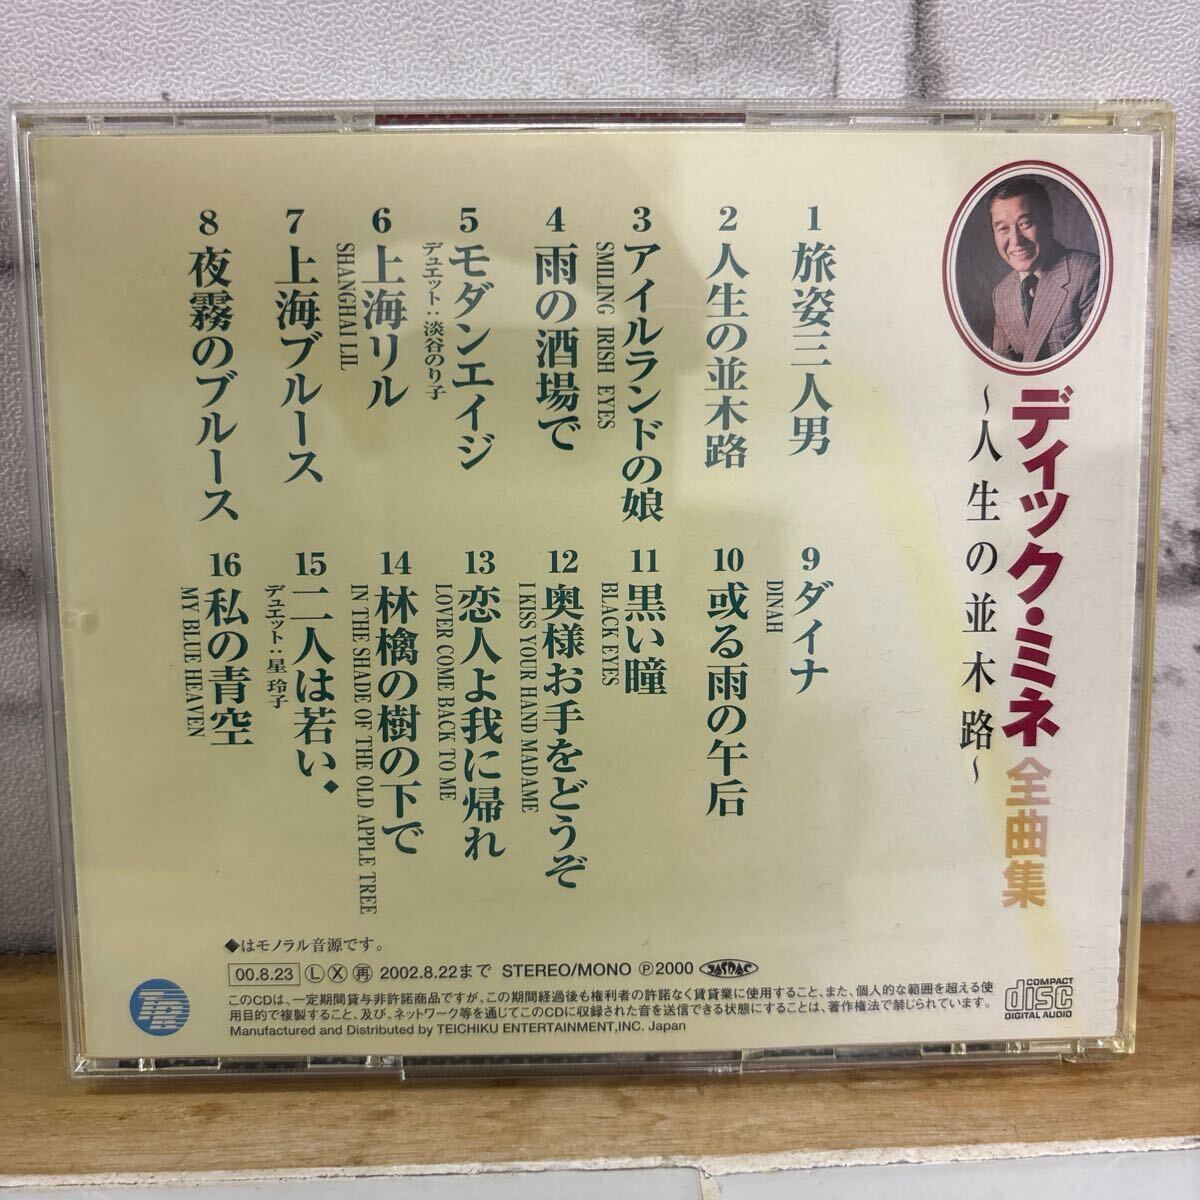 ディック・ミネ全曲集
～人生の並木路～
1 旅姿三人男
2 人生の並木路
3 アイルランドの娘
SMILING IRISH EYES
4 雨の酒場で
5 モダンエイジ
デュエット：淡谷のり子
6 上海リル
SHANGHAI LIL
7 上海ブルース
8 夜霧のブルース
9 ダイナ
DINAH
10 或る雨の午后
11 黒い瞳
BLACK EYES
12 奥様お手をどうぞ
I KISS YOUR HAND MADAME
13 恋人よ我に帰れ
LOVER COME BACK TO ME
14 林檎の樹の下で
IN THE SHADE OF THE OLD APPLE TREE
15 二人は若い◆
デュエット：星 玲子
16 私の青空
MY BLUE HEAVEN
◆はモノラル音源です。
00.8.23 Ⓛ Ⓧ ㊢ 2002.8.22まで STEREO/MONO Ⓟ2000 JASRAC
このCDは、一定期間貸与非許諾商品ですが、この期間経過後も権利者の許諾なく賃貸業に使用すること、また、個人的な範囲を超える使
用目的で複製すること、及び、ネットワーク等を通じてこのCDに収録された音を送信できる状態にすることは、著作権法で禁じられています。
Manufactured and Distributed by TEICHIKU ENTERTAINMENT,INC. Japan
COMPACT
disc
DIGITAL AUDIO